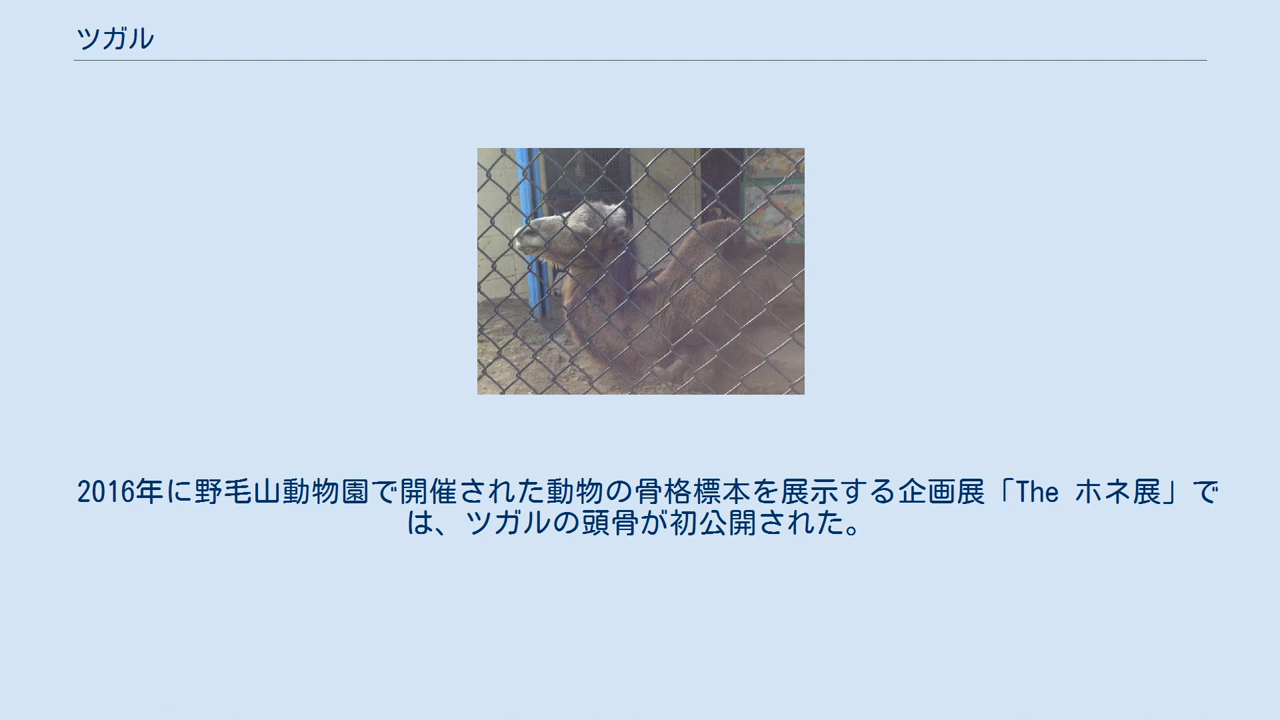 ツガル
2016年に野毛山動物園で開催された動物の骨格標本を展示する企画展「The ホネ展」で
は、ツガルの頭骨が初公開された。